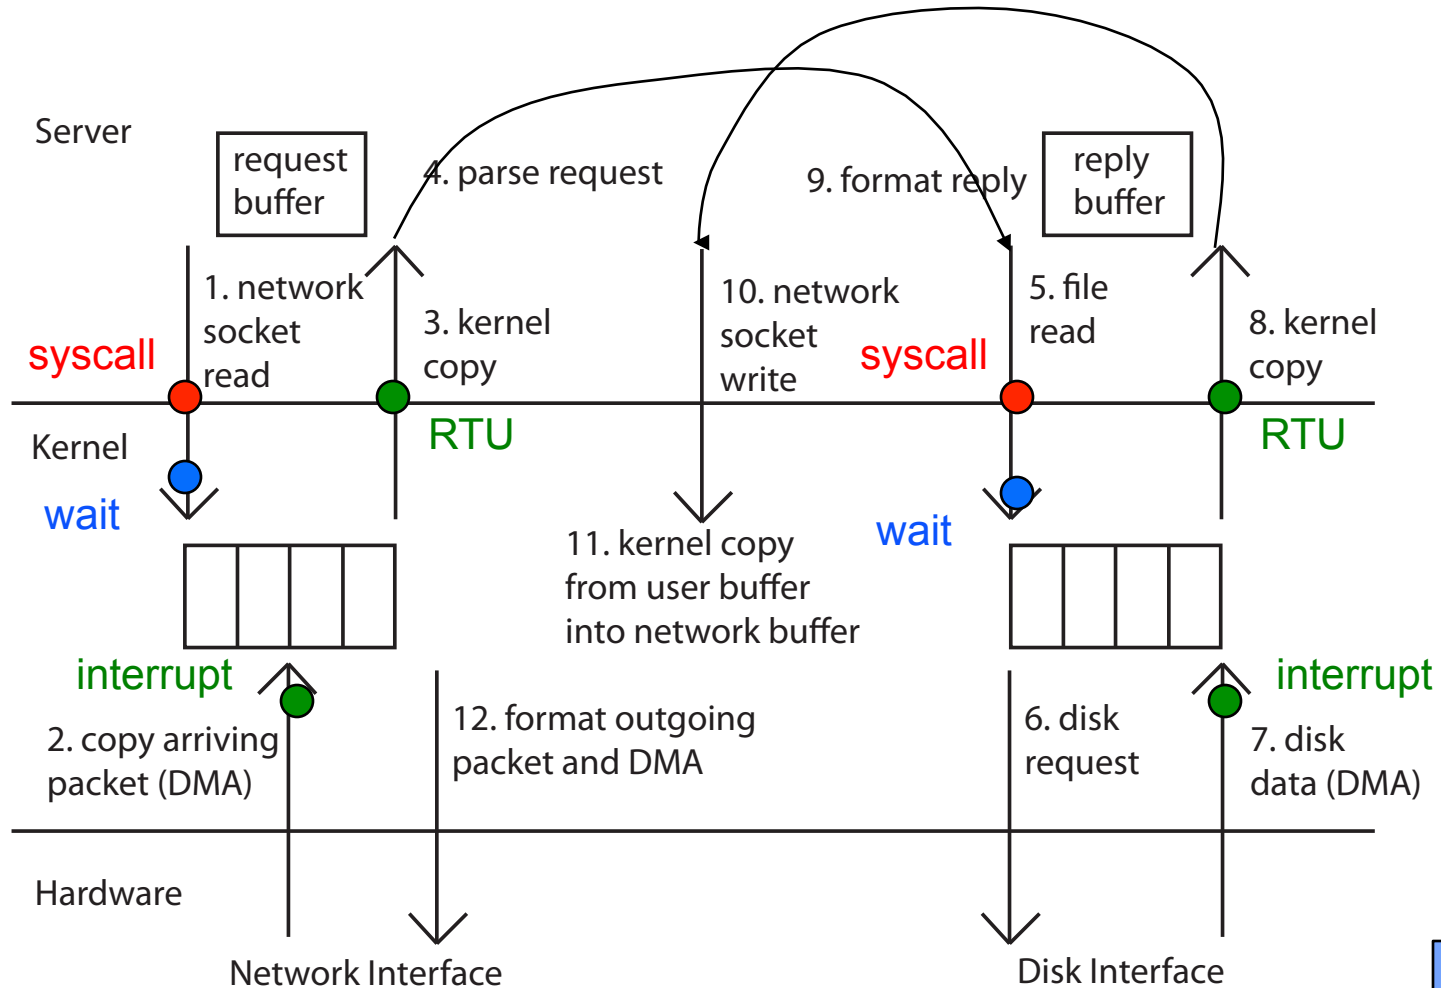 Server
request
buffer
4. parse request
9. format reply
reply
buffer
1. network
socket
read
3. kernel
copy
10. network
socket
write
5. file
read
8. kernel
copy
syscall
syscall
RTU
RTU
Kernel
wait
wait
11. kernel copy
from user buffer
into network buffer
interrupt
interrupt
2. copy arriving
packet (DMA)
12. format outgoing
packet and DMA
6. disk
request
7. disk
data (DMA)
Hardware
Network Interface
Disk Interface